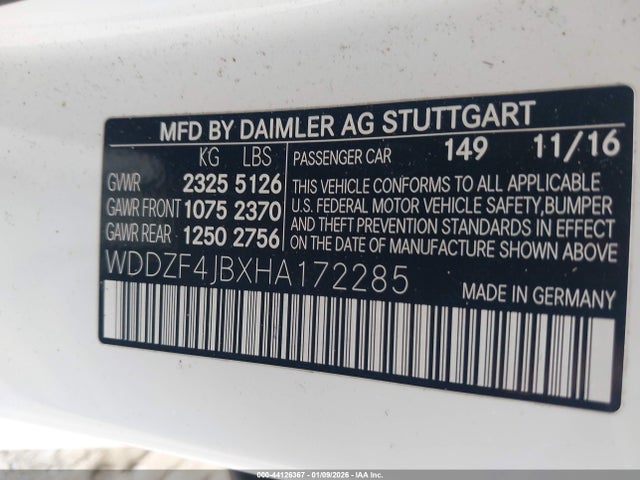 MFD BY DAIMLER AG STUTTGART
KG LBS
GVWR 2325 5126
GAWR FRONT 1075 2370
GAWR REAR 1250 2756
PASSENGER CAR 149 11/16
THIS VEHICLE CONFORMS TO ALL APPLICABLE
U.S. FEDERAL MOTOR VEHICLE SAFETY,BUMPER
AND THEFT PREVENTION STANDARDS IN EFFECT
ON THE DATE OF MANUFACTURE SHOWN ABOVE
WDDZF4JBXHA172285
MADE IN GERMANY
000-44126367 - 01/09/2026 - IAA Inc.